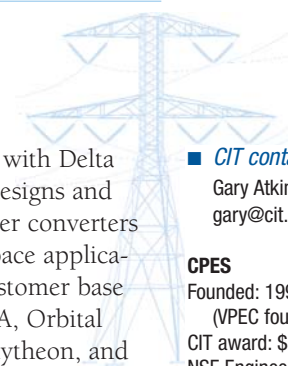 with Delta
esigns and
er converters
pace applica-
stomer base
A, Orbital
ytheon, and
■ CIT conta
Gary Atkin
gary@cit.
CPES
Founded: 199
(VPEC fou
CIT award: $
NSF Engineer